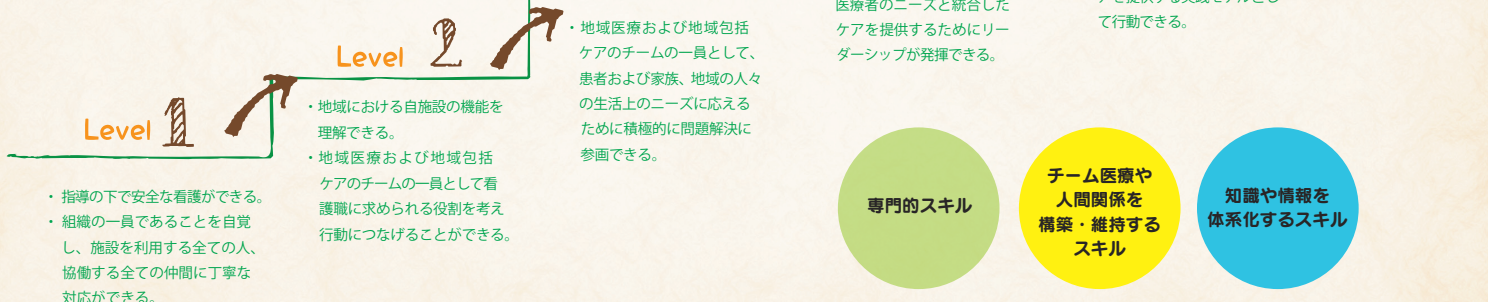 Level 1
・指導の下で安全な看護ができる。
・組織の一員であることを自覚
し、施設を利用する全ての人、
協働する全ての仲間に丁寧な
対応ができる。
Level 2
・地域における自施設の機能を
理解できる。
・地域医療および地域包括
ケアのチームの一員として看
護職に求められる役割を考え
行動につなげることができる。
・地域医療および地域包括
ケアのチームの一員として、
患者および家族、地域の人々
の生活上のニーズに応える
ために積極的に問題解決に
参画できる。
医療者のニーズと統合した
ケアを提供するためにリー
ダーシップが発揮できる。
て行動できる。
専門的スキル
チーム医療や
人間関係を
構築・維持する
スキル
知識や情報を
体系化するスキル